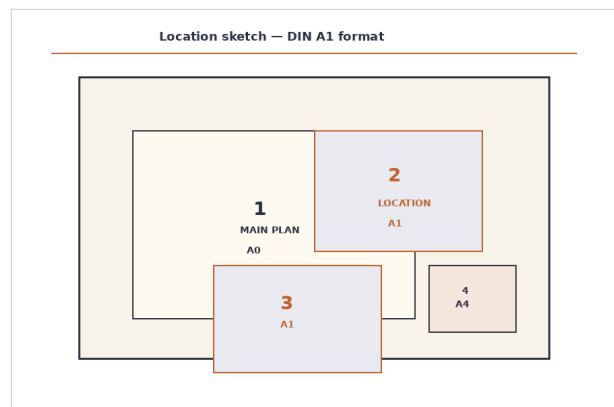 Location sketch — DIN A1 format
2
LOCATION
A1
1
MAIN PLAN
A0
3
A1
4
A4